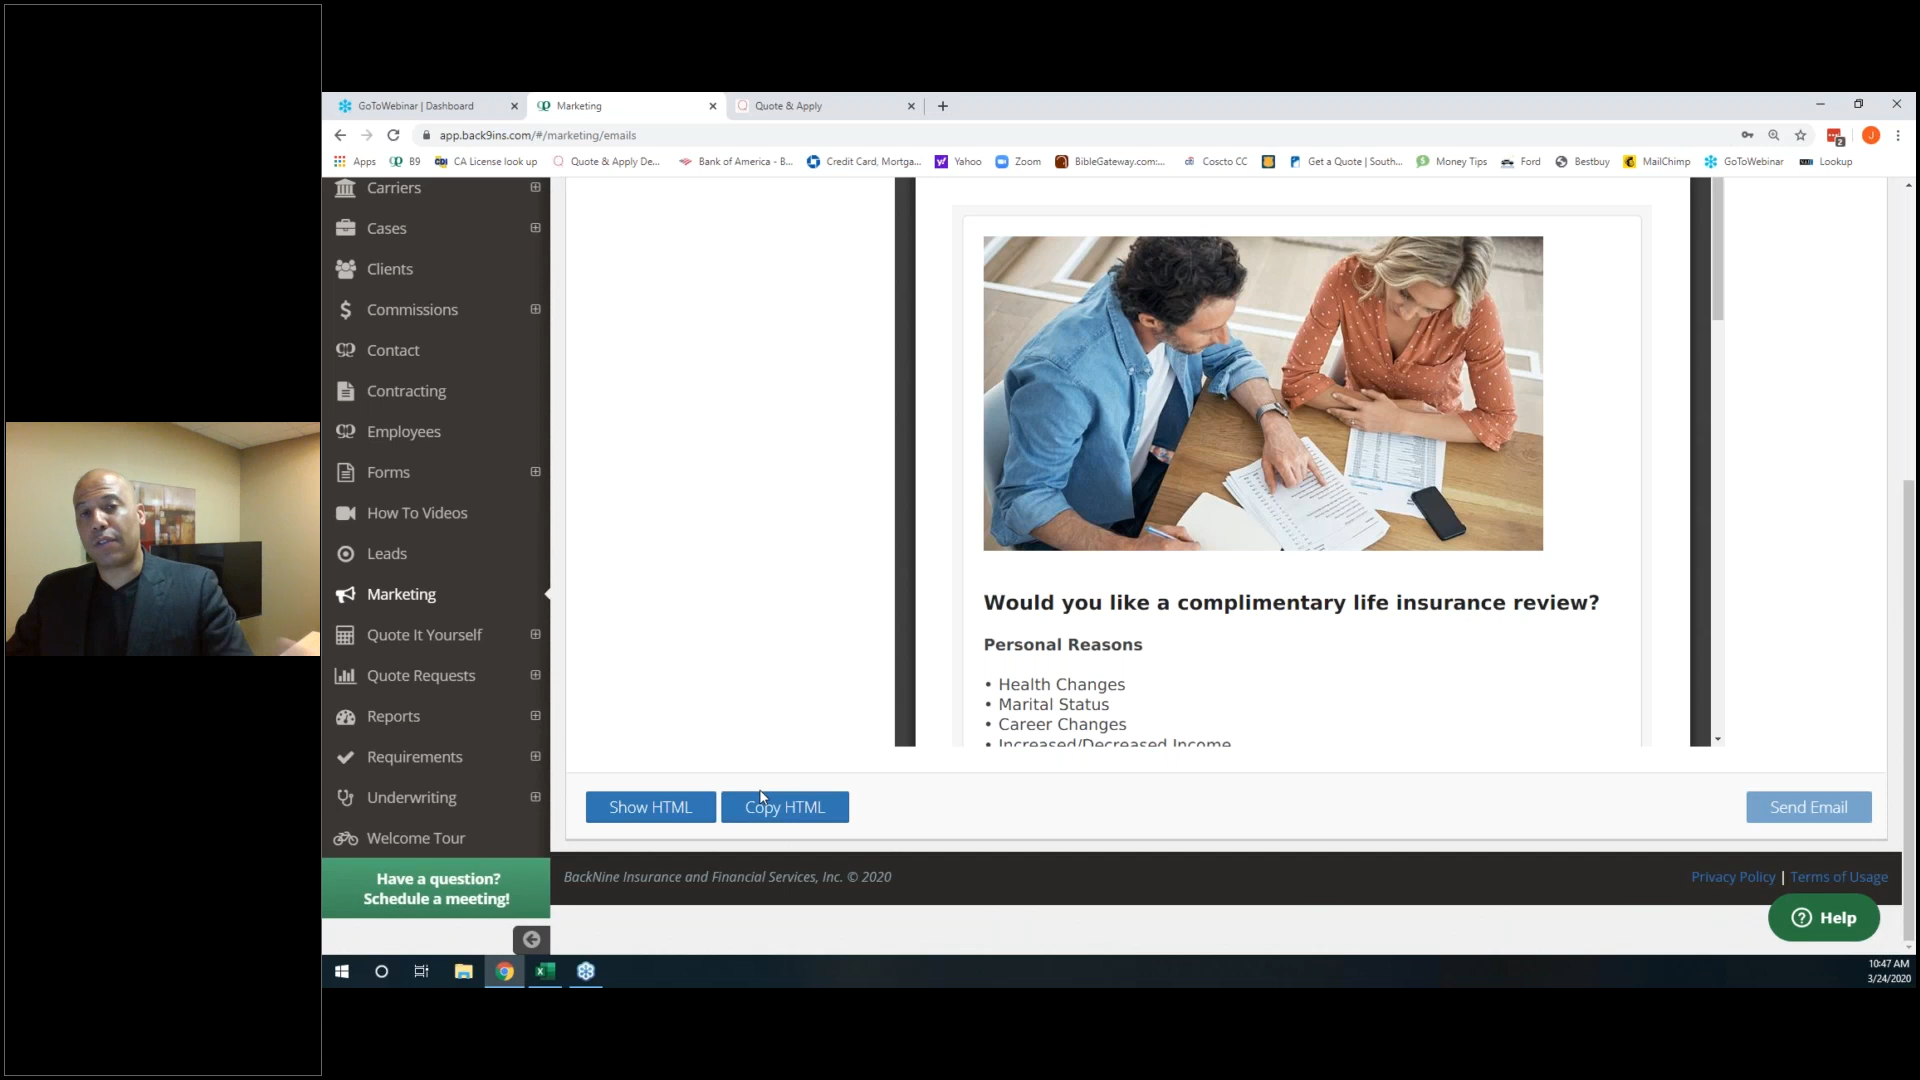 GoToWebinar | Dashboard
Marketing
Quote & Apply
app.back9ins.com/#/marketing/emails
Apps
B9
CA License look up
Quote & Apply De...
Bank of America - B...
Credit Card, Mortga...
Yahoo
Zoom
BibleGateway.com:...
Coscto CC
Get a Quote | South...
Money Tips
Ford
Bestbuy
MailChimp
GoToWebinar
Lookup
2
J
Carriers
Cases
Clients
Commissions
Contact
Contracting
Employees
Forms
How To Videos
Leads
Marketing
Quote It Yourself
Quote Requests
Reports
Requirements
Underwriting
Welcome Tour
Have a question?
Schedule a meeting!
Would you like a complimentary life insurance review?
Personal Reasons
• Health Changes
• Marital Status
• Career Changes
• Increased/Decreased Income
Show HTML
Copy HTML
Send Email
BackNine Insurance and Financial Services, Inc. © 2020
Privacy Policy | Terms of Usage
Help
10:47 AM
3/24/2020